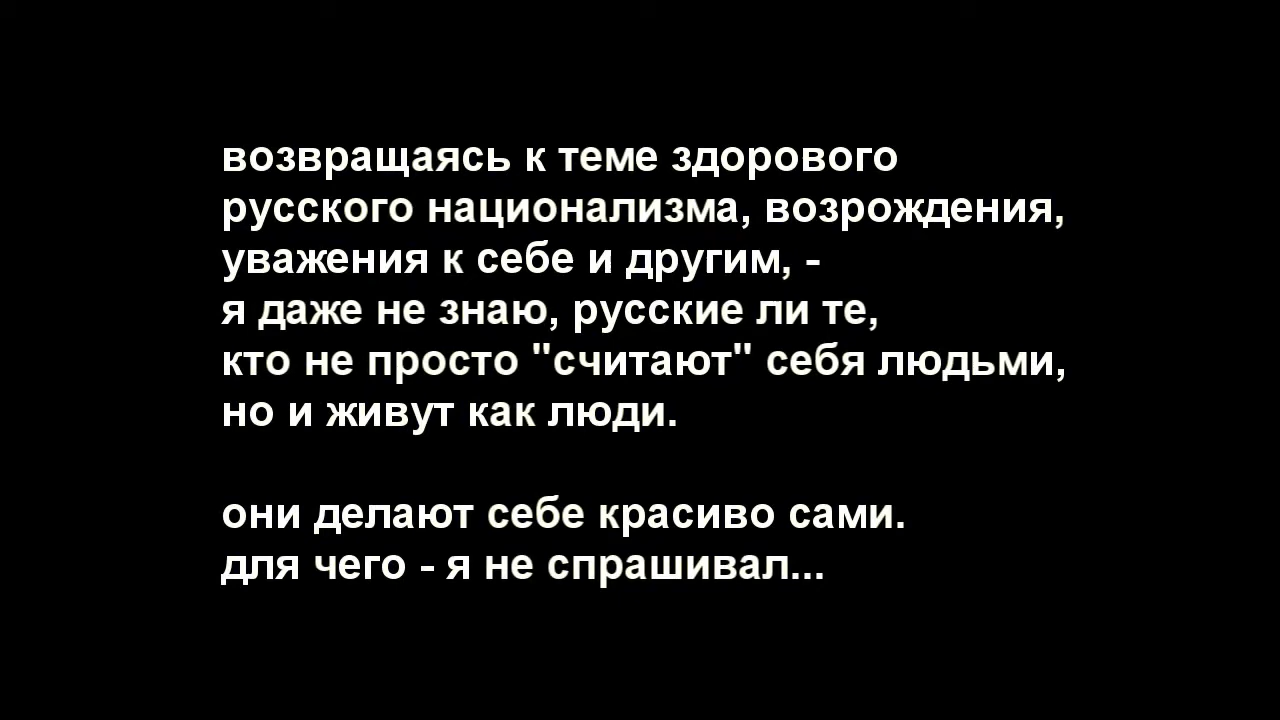 возвращаясь к теме здорового
русского национализма, возрождения,
уважения к себе и другим, -
я даже не знаю, русские ли те,
кто не просто "считают" себя людьми,
но и живут как люди.
они делают себе красиво сами.
для чего - я не спрашивал...